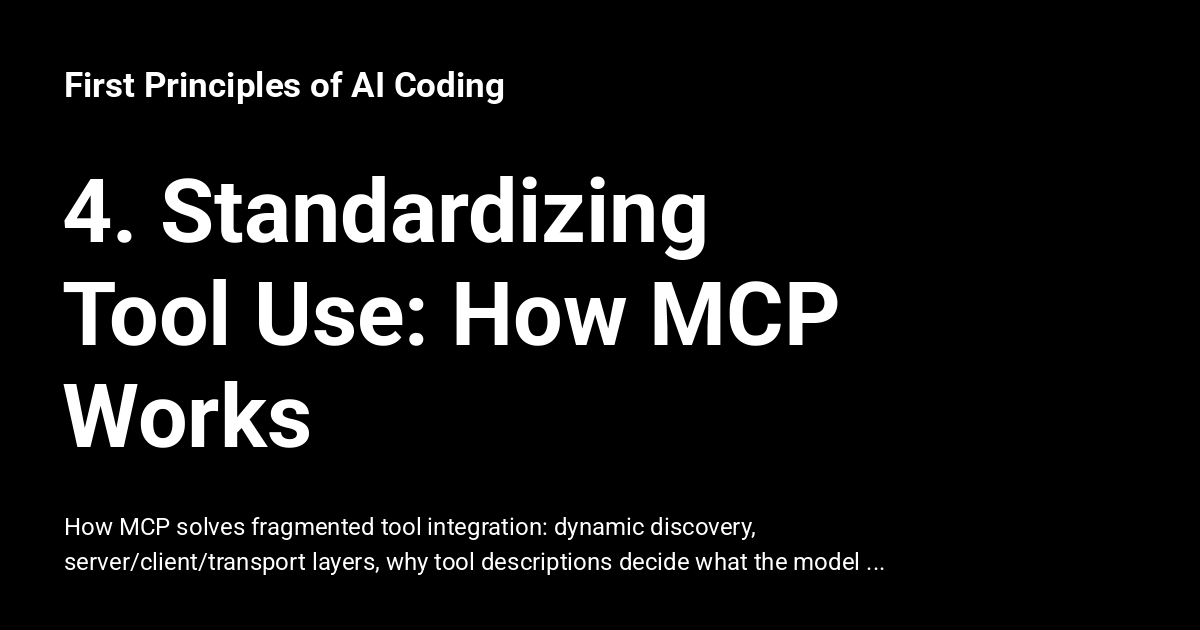 First Principles of AI Coding
4. Standardizing
Tool Use: How MCP
Works
How MCP solves fragmented tool integration: dynamic discovery,
server/client/transport layers, why tool descriptions decide what the model ...